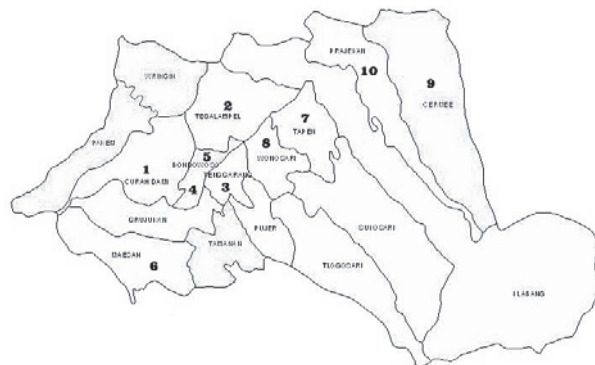 PRAJEKAN
10
9
CERMEE
WRINGIN
2
TEGALAMPEL
7
TAPEN
PAKEM
8
WONOSARI
5
BONDOWOSO
1
CURAH DAMI
TENGGARANG
4
3
GRUJUGAN
PUJER
TAMANAN
MAESAN
6
TLOGOSARI
KLABANG